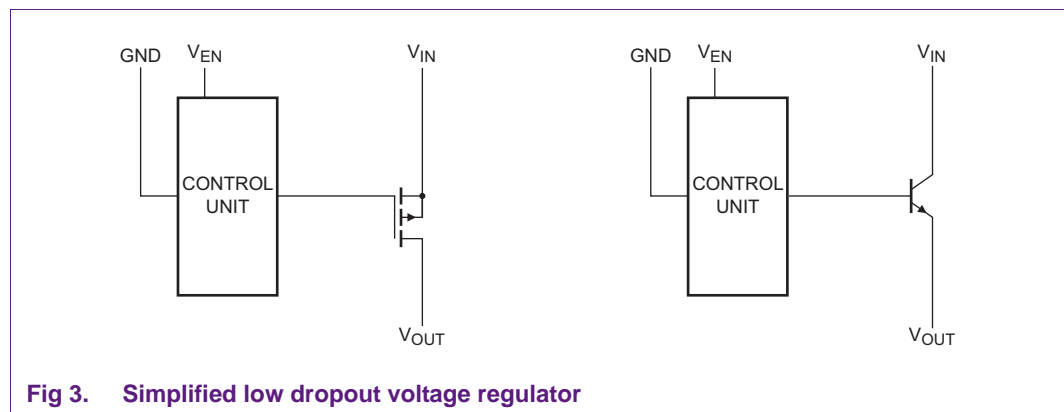 GND
VEN
VIN
CONTROL
UNIT
VOUT
GND
VEN
VIN
CONTROL
UNIT
VOUT
Fig 3. Simplified low dropout voltage regulator